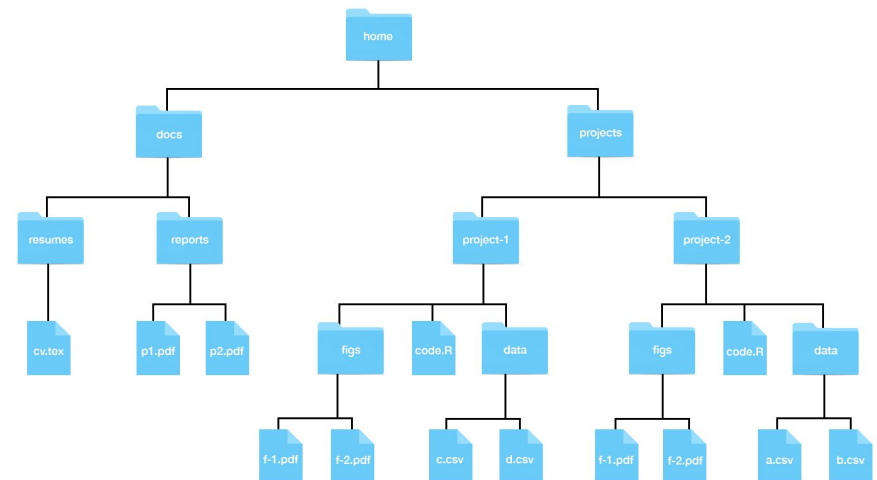 home
docs
projects
resumes
reports
project-1
project-2
cv.tex
p1.pdf
p2.pdf
figs
code.R
data
figs
code.R
data
f-1.pdf
f-2.pdf
c.csv
d.csv
f-1.pdf
f-2.pdf
a.csv
b.csv